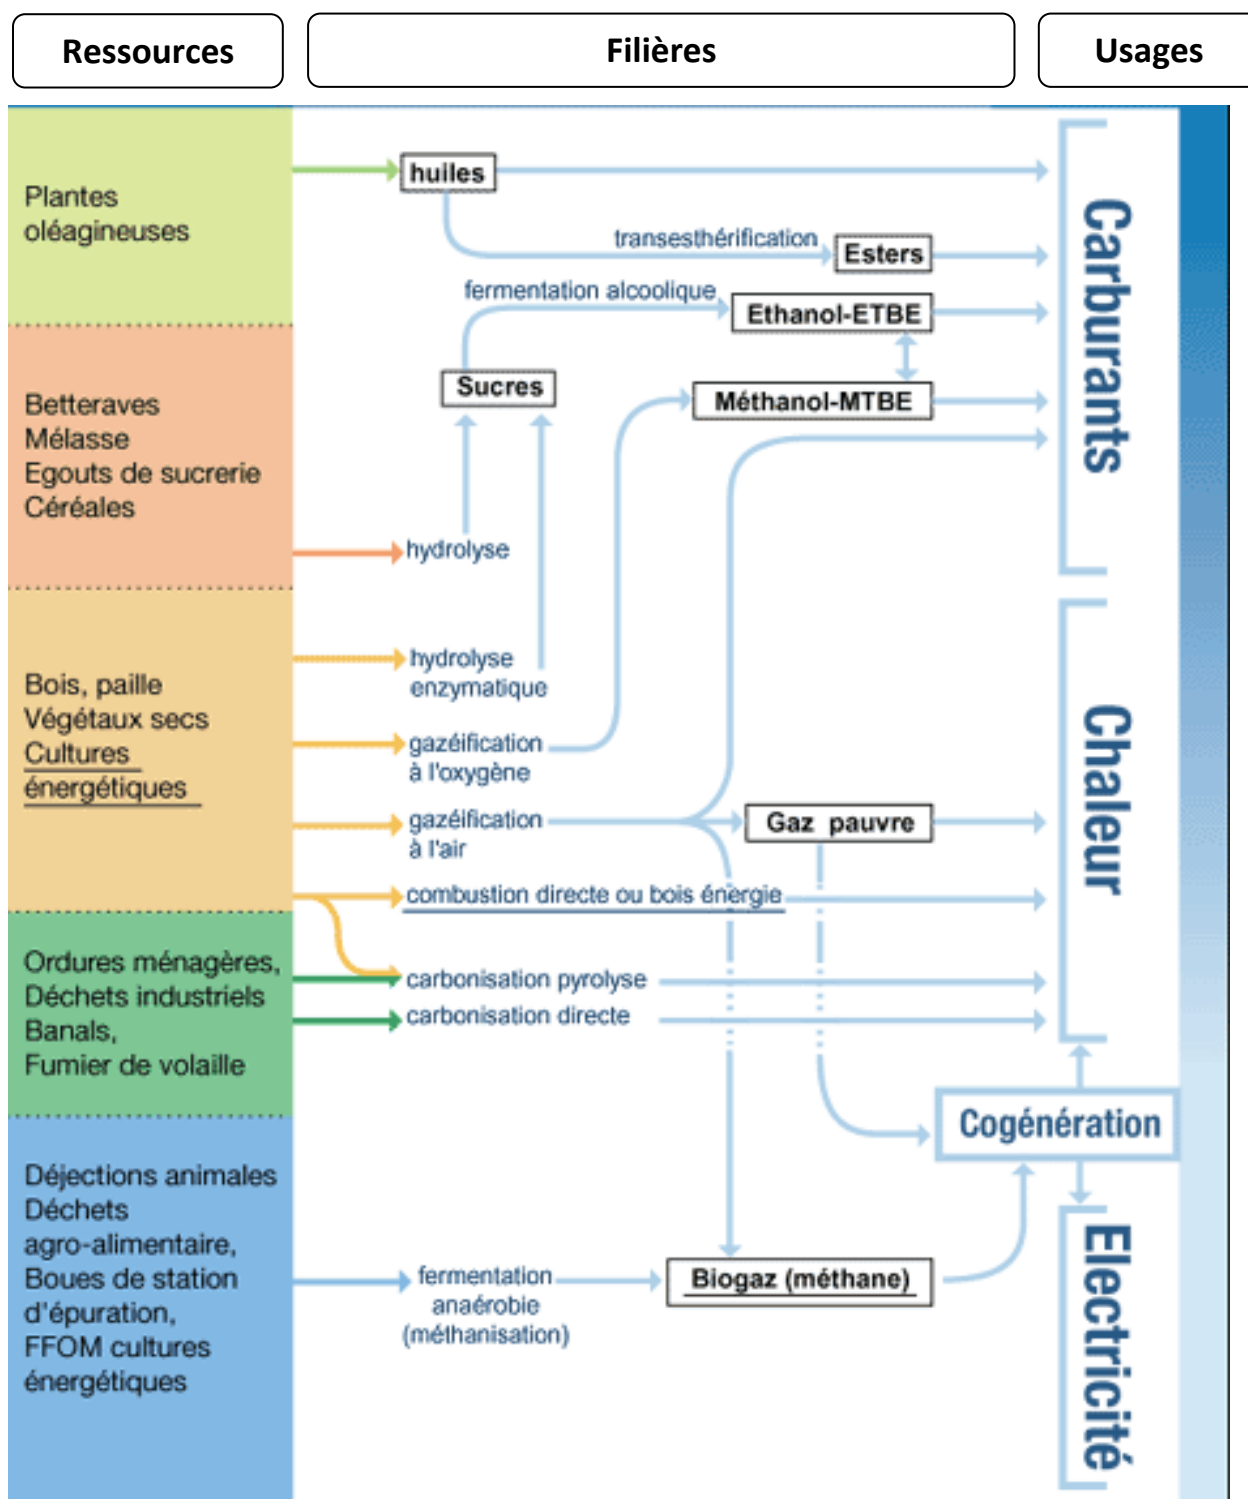 Ressources
Filières
Usages
Plantes
oléagineuses
huiles
transesthérification
Esters
fermentation alcoolique
Ethanol-ETBE
Sucres
Méthanol-MTBE
Carburants
Betteraves
Mélasse
Egouts de sucrerie
Céréales
hydrolyse
Bois, paille
Végétaux secs
Cultures
énergétiques
hydrolyse
enzymatique
gazéification
à l'oxygène
gazéification
à l'air
Gaz pauvre
combustion directe ou bois énergie
Chaleur
Ordures ménagères,
Déchets industriels
Banals,
Fumier de volaille
carbonisation pyrolyse
carbonisation directe
Cogénération
Déjections animales
Déchets
agro-alimentaire,
Boues de station
d'épuration,
FFOM cultures
énergétiques
fermentation
anaérobie
(méthanisation)
Biogaz (méthane)
Electricité